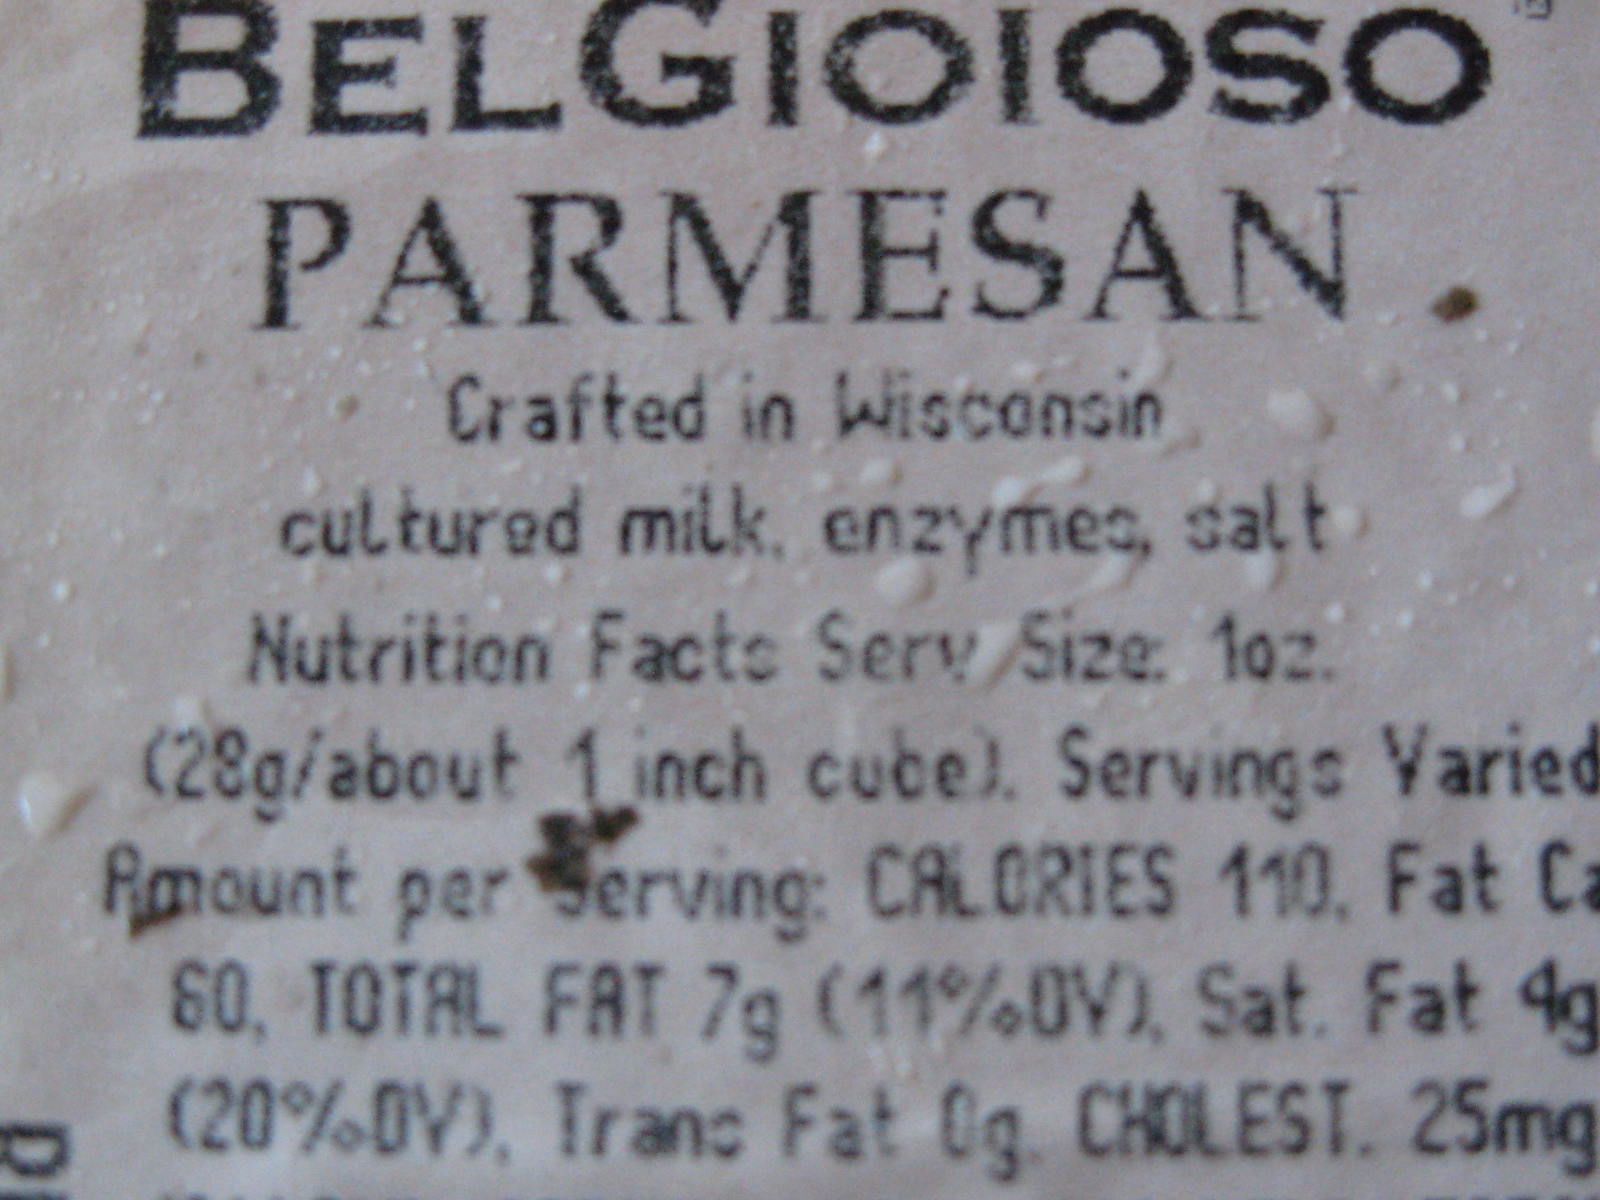 BELGIOIOSO
PARMESAN
Crafted in Wisconsin
cultured milk, enzymes, salt
Nutrition Facts Serv. Size: 1oz.
(28g/about 1 inch cube). Servings Varied
Amount per Serving: CALORIES 110, Fat Ca
60, TOTAL FAT 7g (11%DV), Sat. Fat 4g
(20%DV), Trans Fat 0g, CHOLEST. 25mg